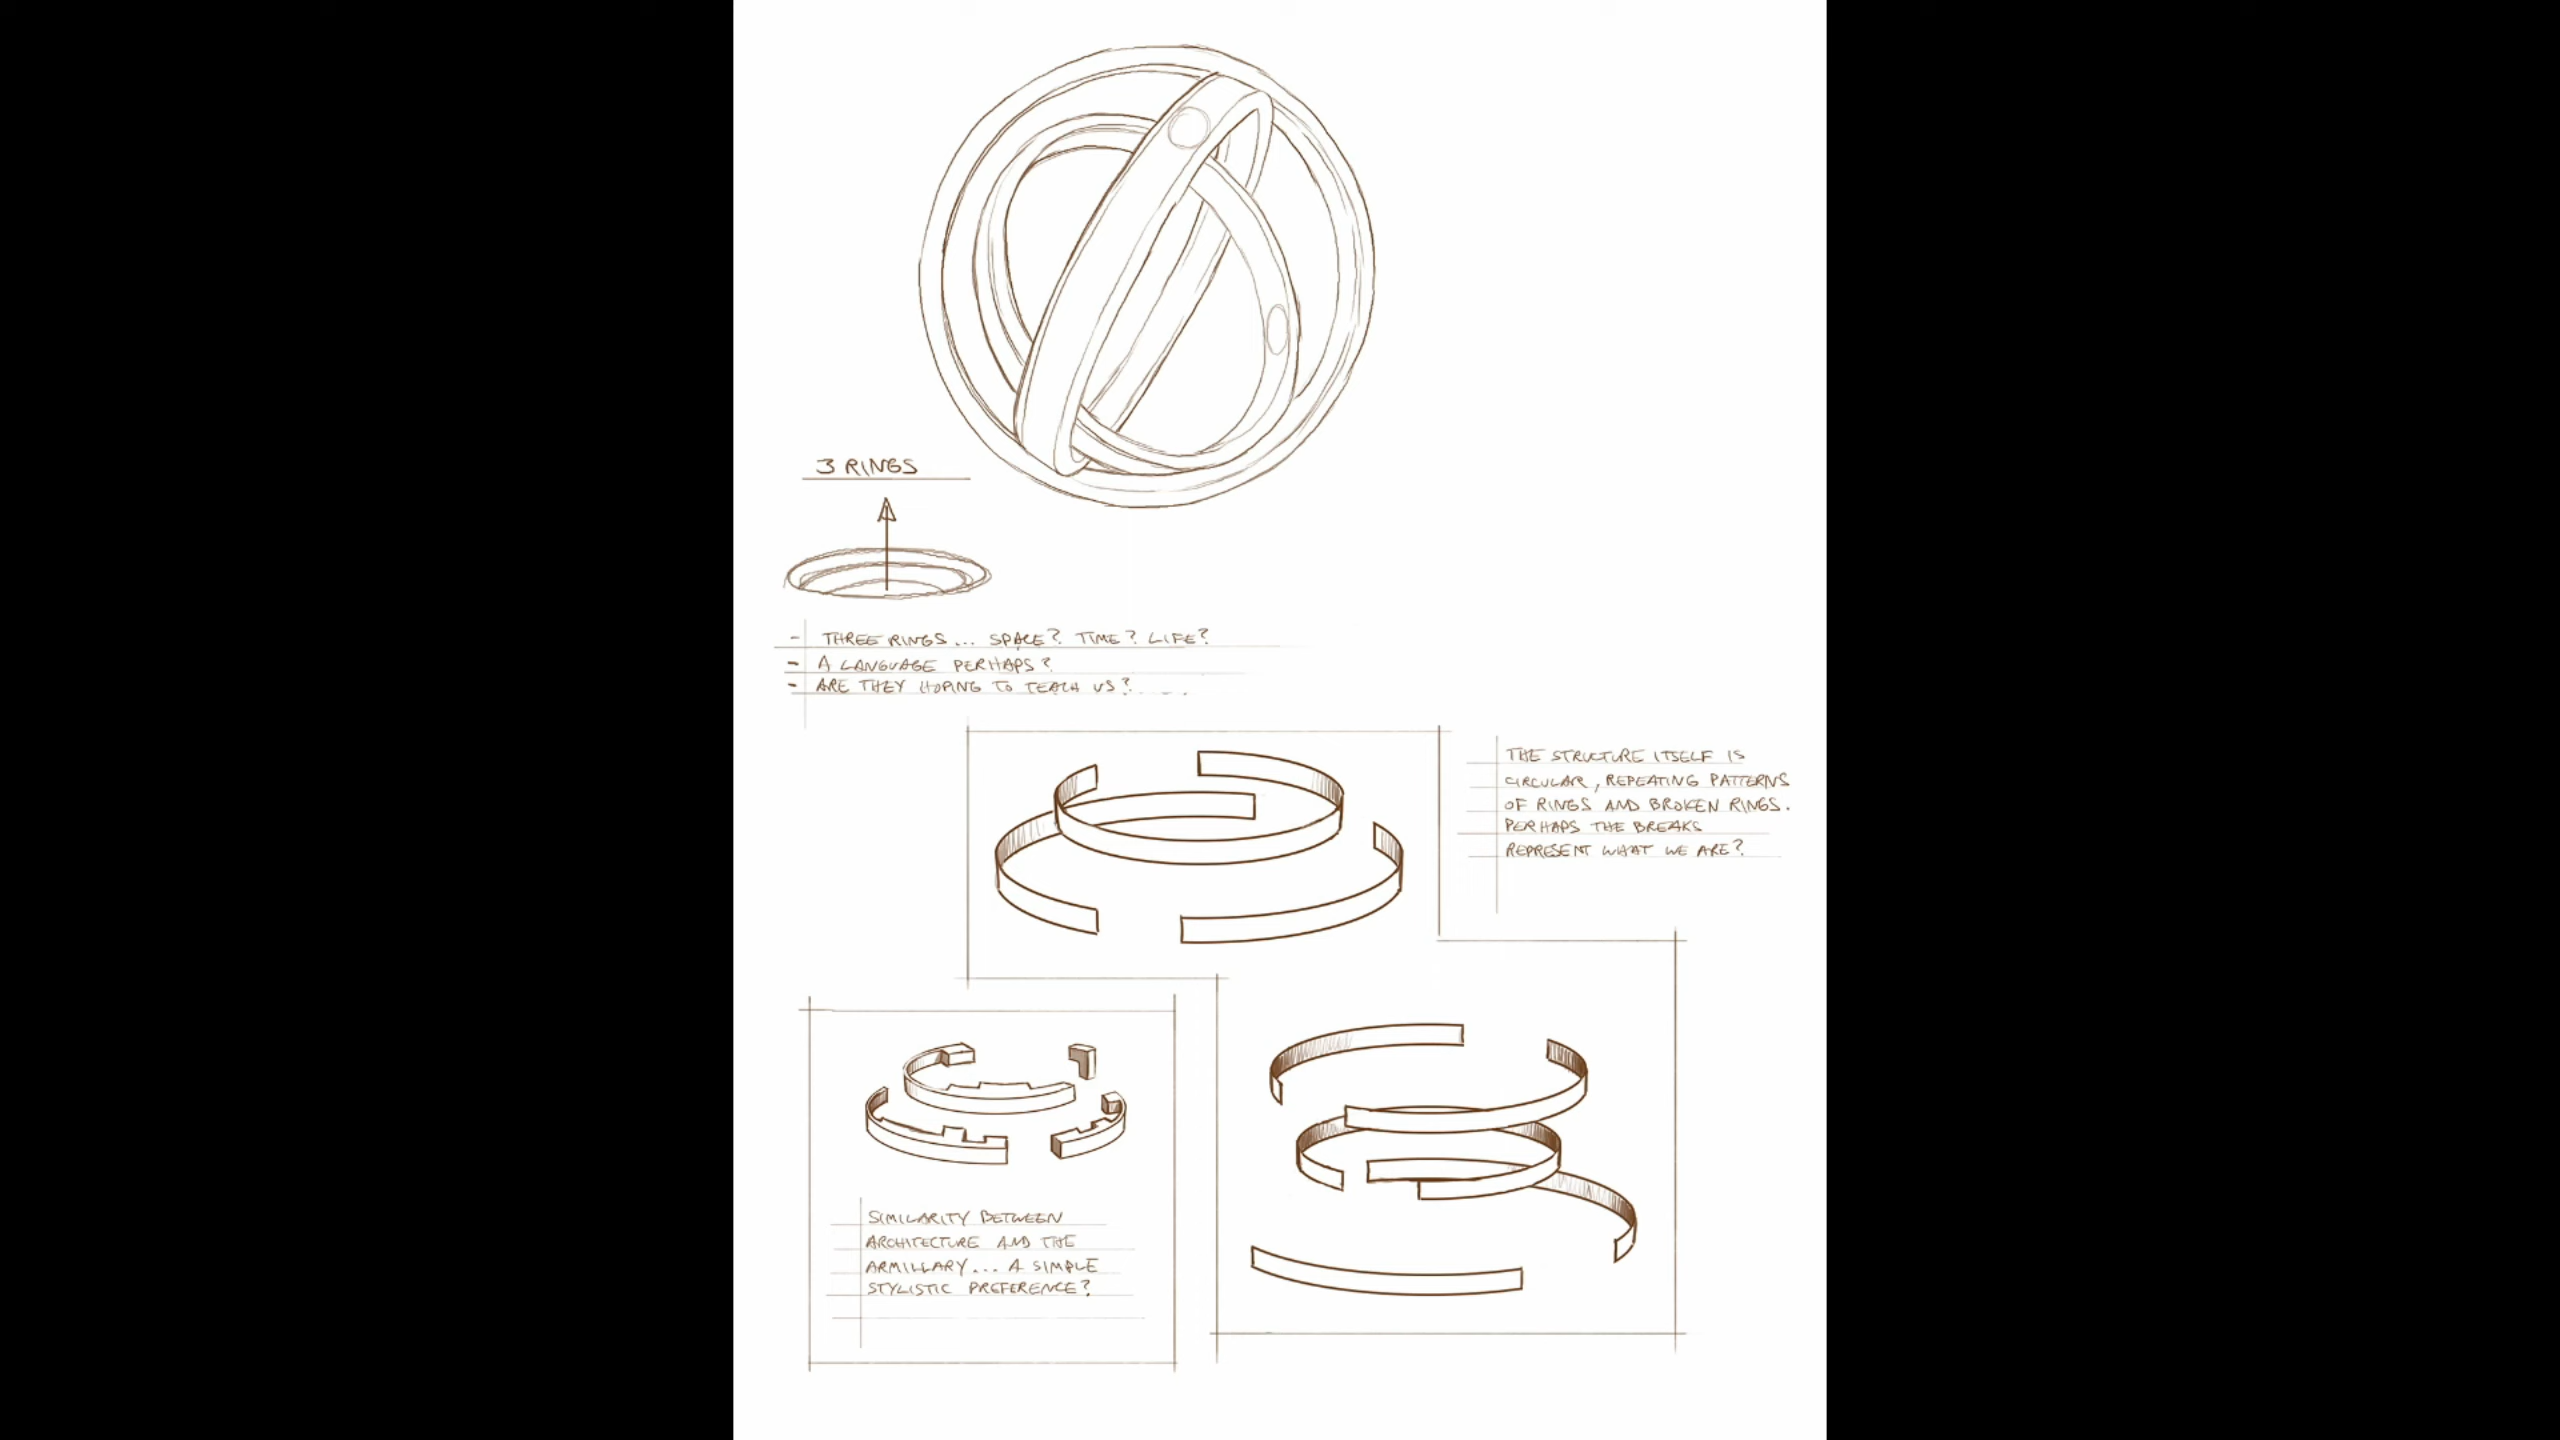 3 RINGS
- THREE RINGS... SPACE? TIME? LIFE?
- A LANGUAGE PERHAPS?
- ARE THEY HOPING TO TEACH US?....
THE STRUCTURE ITSELF IS
CIRCULAR, REPEATING PATTERNS
OF RINGS AND BROKEN RINGS.
PERHAPS THE BREAKS
REPRESENT WHAT WE ARE?
SIMILARITY BETWEEN
ARCHITECTURE AND THE
ARMILLARY... A SIMPLE
STYLISTIC PREFERENCE?